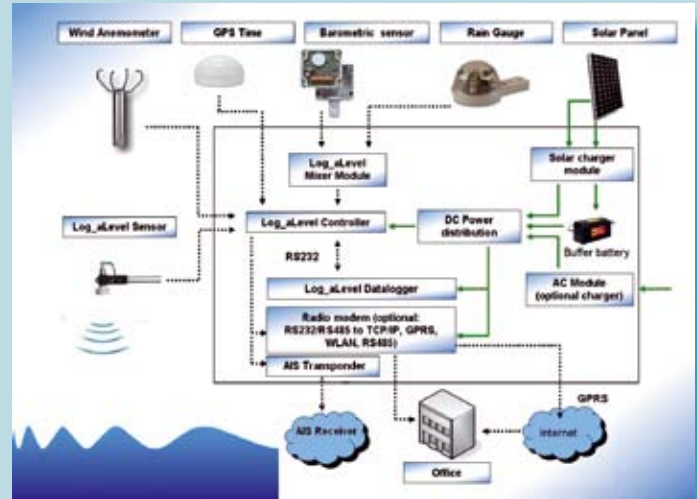 Wind Anemometer
GPS Time
Barometric sensor
Rain Gauge
Solar Panel
Log_aLevel
Mixer Module
Solar charger
module
Log_aLevel Sensor
Log_aLevel Controller
DC Power
distribution
Buffer battery
RS232
Log_aLevel Datalogger
AC Module
(optional charger)
Radio modem (optional:
RS232/RS485 to TCP/IP, GPRS,
WLAN, RS485)
AIS Transponder
GPRS
AIS Receiver
internet
Office